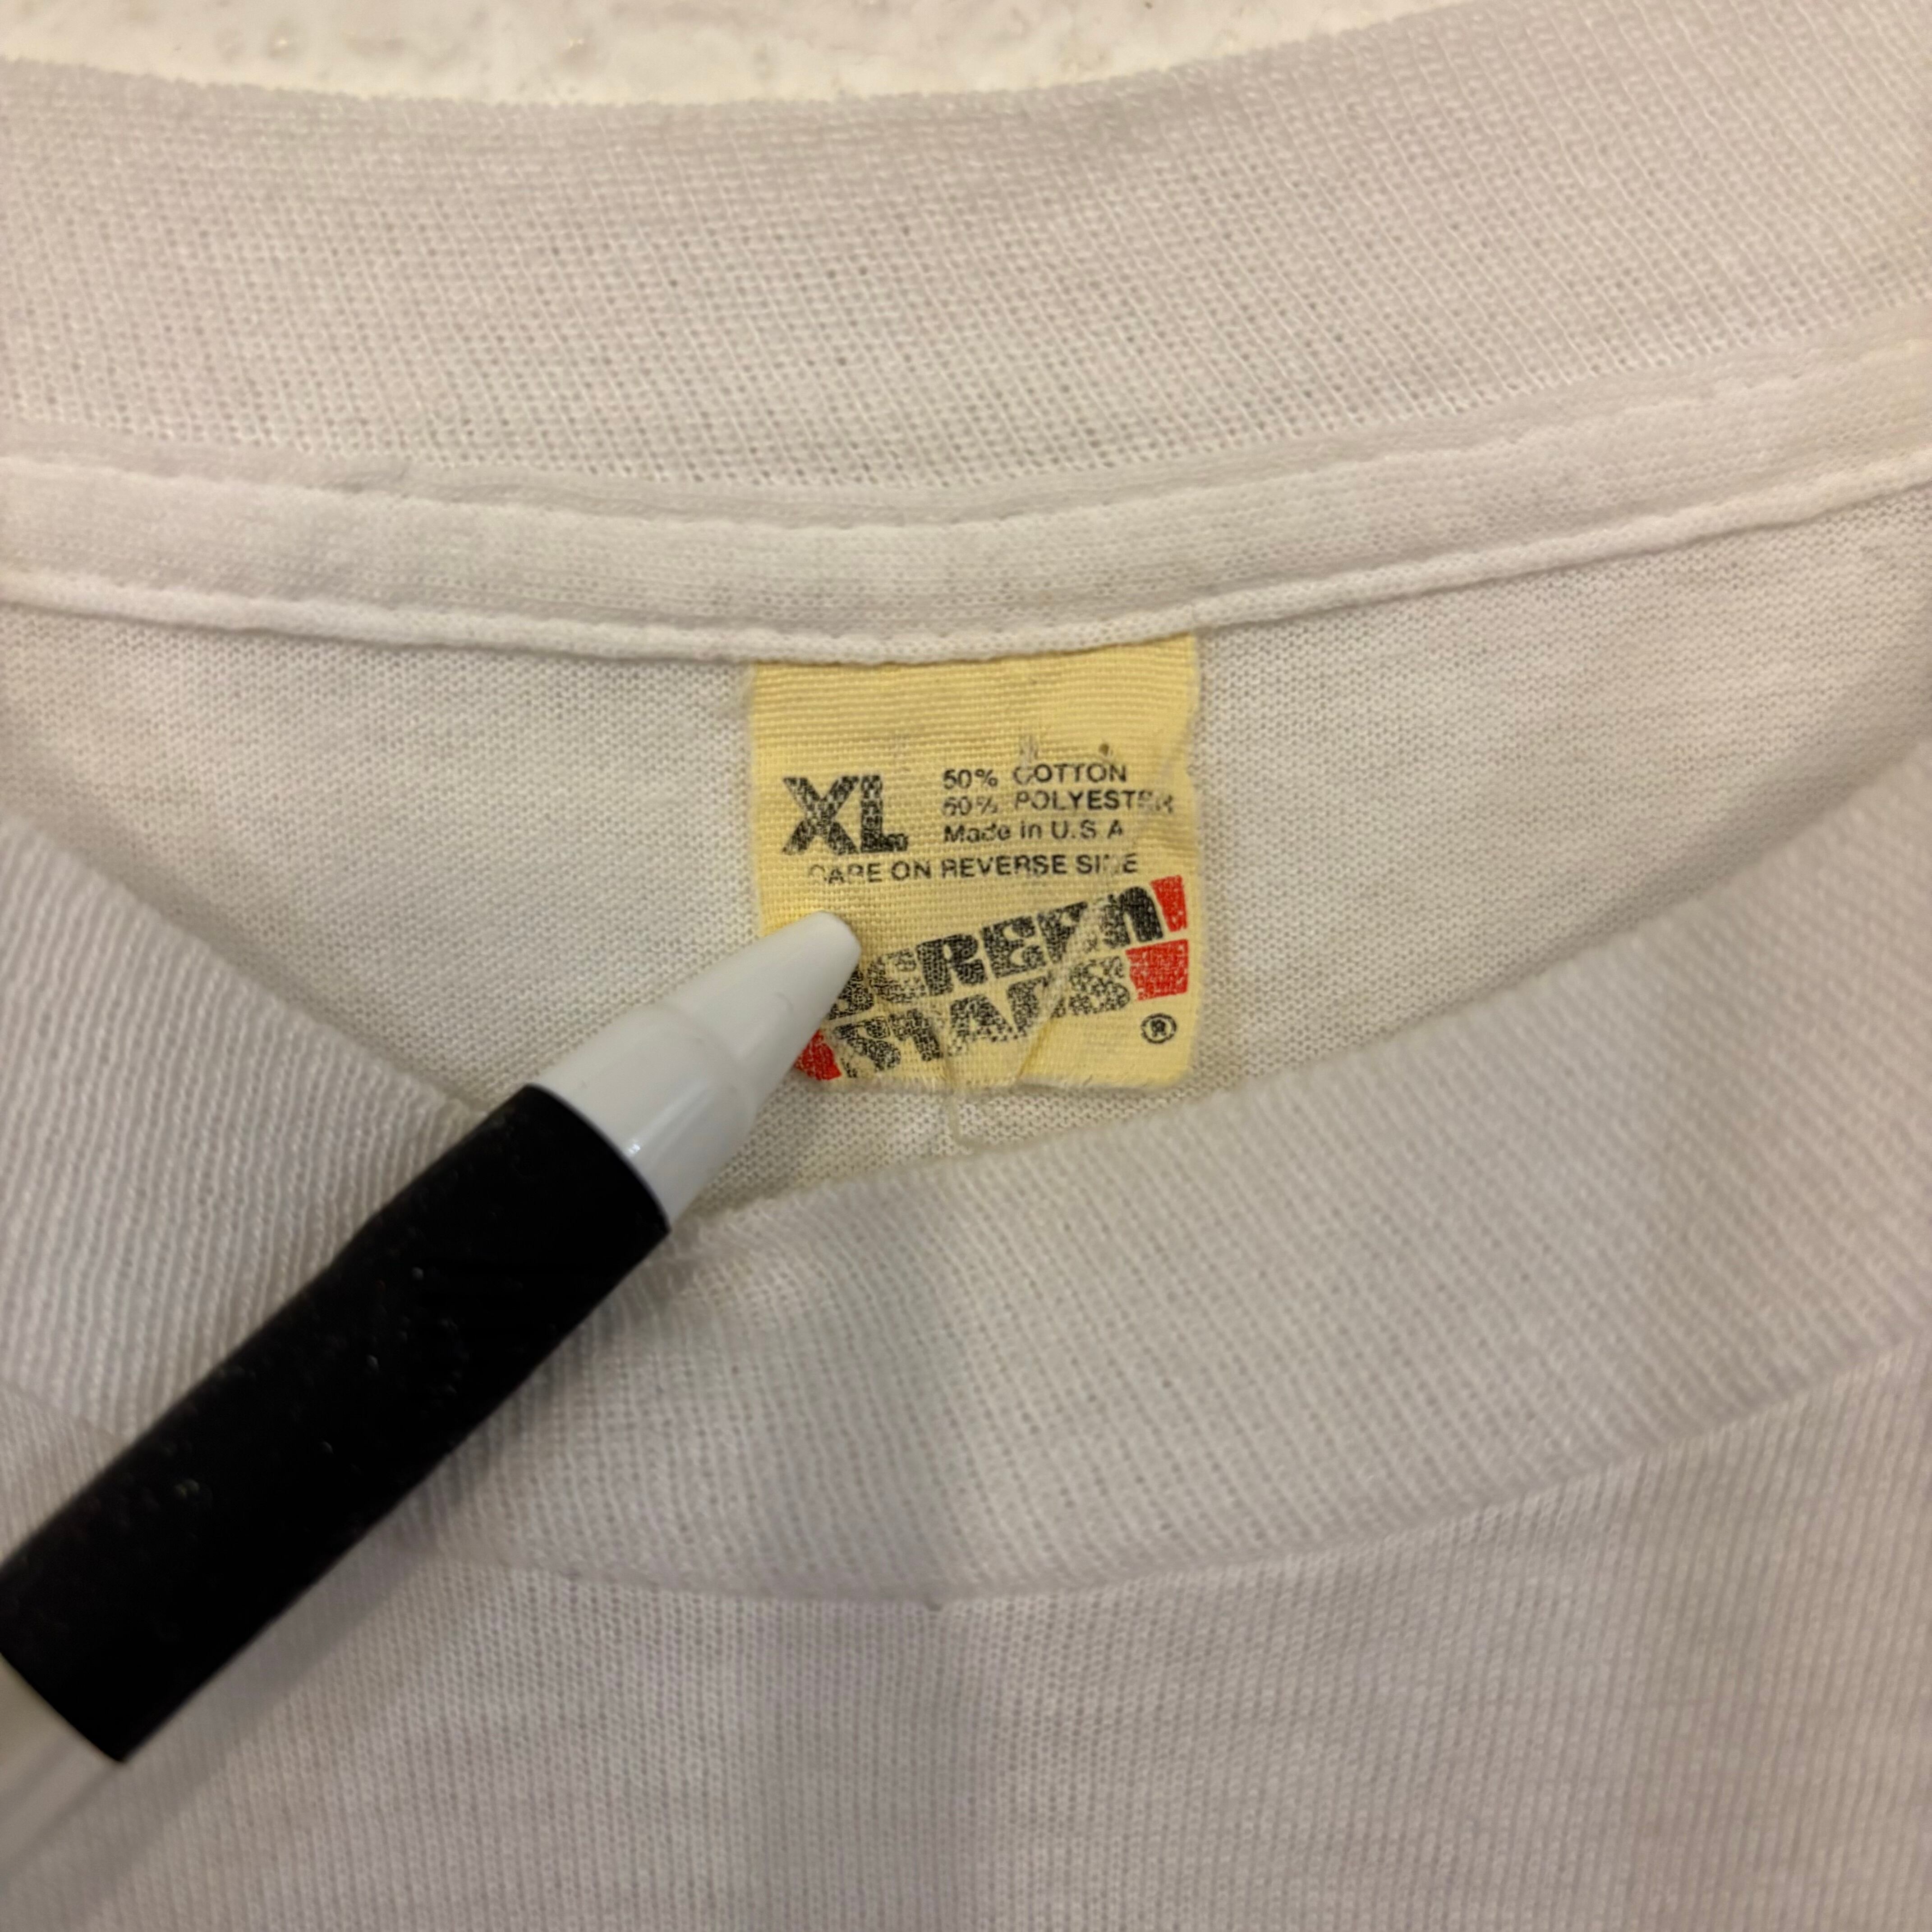 XL
50% COTTON
50% POLYESTER
Made in U.S.A
CARE ON REVERSE SIDE
SCREEN
STARS
®